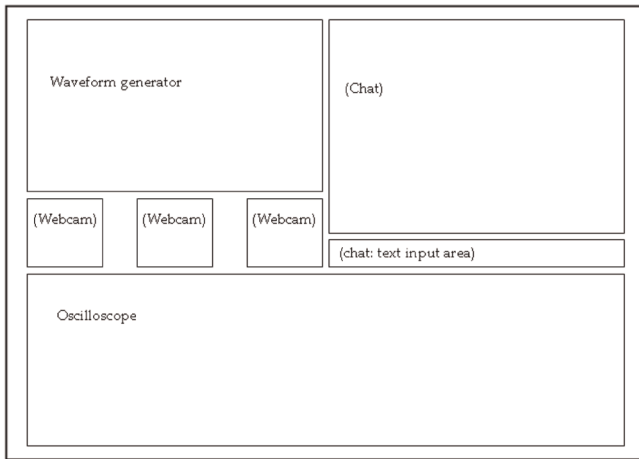 Waveform generator
(Chat)
(Webcam)
(Webcam)
(Webcam)
(chat: text input area)
Oscilloscope